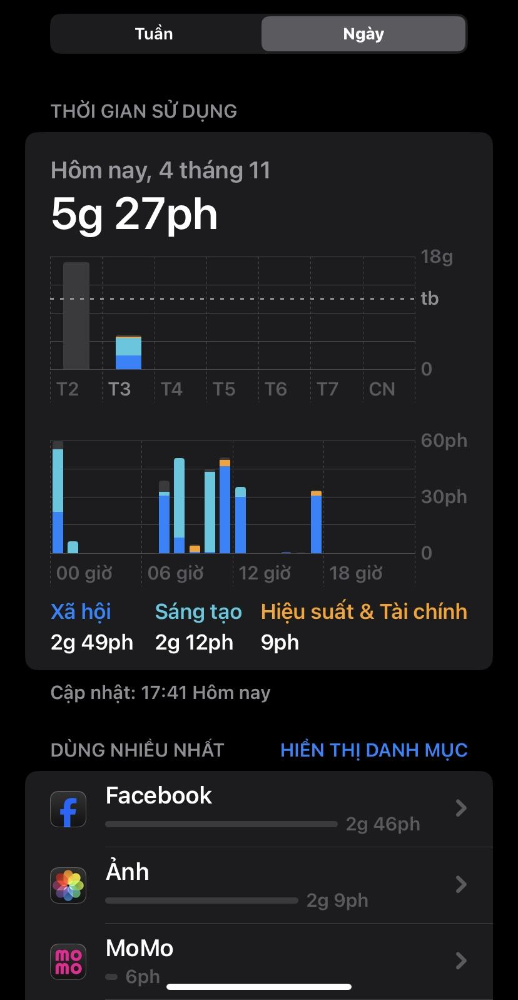 Tuần Ngày
THỜI GIAN SỬ DỤNG
Hôm nay, 4 tháng 11
5g 27ph
18g
tb
0
T2 T3 T4 T5 T6 T7 CN
60ph
30ph
0
00 giờ 06 giờ 12 giờ 18 giờ
Xã hội Sáng tạo Hiệu suất & Tài chính
2g 49ph 2g 12ph 9ph
Cập nhật: 17:41 Hôm nay
DÙNG NHIỀU NHẤT HIỂN THỊ DANH MỤC
Facebook
2g 46ph
Ảnh
2g 9ph
mo
mo
MoMo
6ph